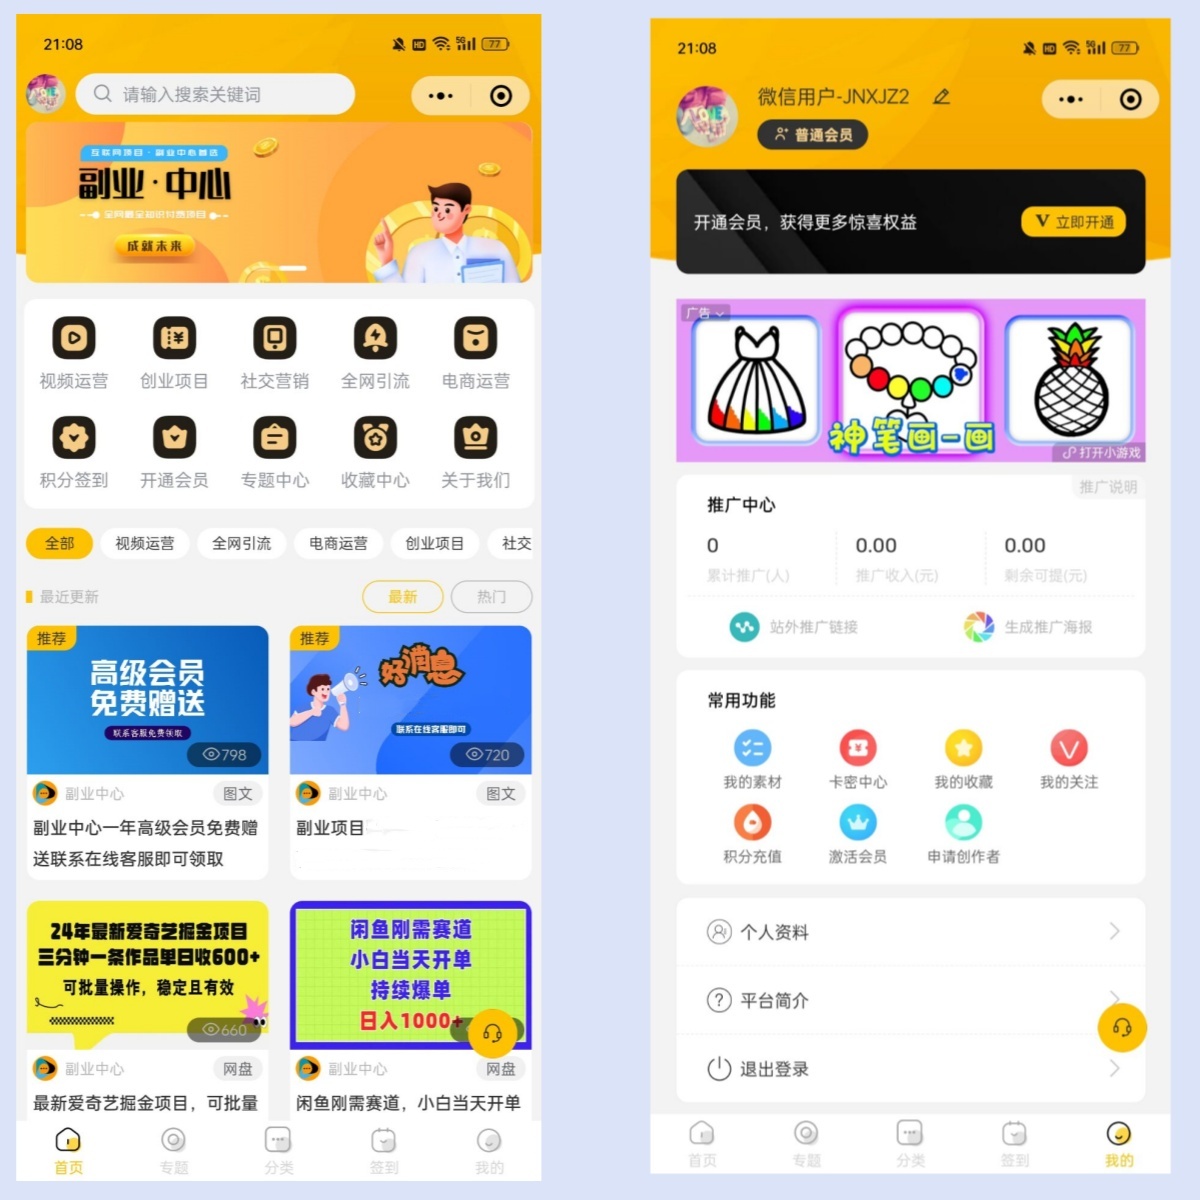 21:08
HD 5G 77
请输入搜索关键词
互联网项目·副业中心首选
副业·中心
全网最全知识付费项目
成就未来
视频运营 创业项目 社交营销 全网引流 电商运营
积分签到 开通会员 专题中心 收藏中心 关于我们
全部 视频运营 全网引流 电商运营 创业项目 社交
最近更新 最新 热门
推荐
高级会员
免费赠送
联系客服免费领取
798
副业中心 图文
副业中心一年高级会员免费赠
送联系在线客服即可领取
推荐
好消息
联系在线客服即可
720
副业中心 图文
副业项目
24年最新爱奇艺掘金项目
三分钟一条作品单日收600+
可批量操作，稳定且有效
660
副业中心 网盘
最新爱奇艺掘金项目，可批量
闲鱼刚需赛道
小白当天开单
持续爆单
日入1000+
副业中心 网盘
闲鱼刚需赛道，小白当天开单
首页 专题 分类 签到 我的
21:08
HD 5G 77
微信用户-JNXJZ2
普通会员
开通会员，获得更多惊喜权益
V 立即开通
广告
神笔画一画
打开小游戏
推广说明
推广中心
0 0.00 0.00
累计推广(人) 推广收入(元) 剩余可提(元)
站外推广链接 生成推广海报
常用功能
我的素材 卡密中心 我的收藏 我的关注
积分充值 激活会员 申请创作者
个人资料
平台简介
退出登录
首页 专题 分类 签到 我的